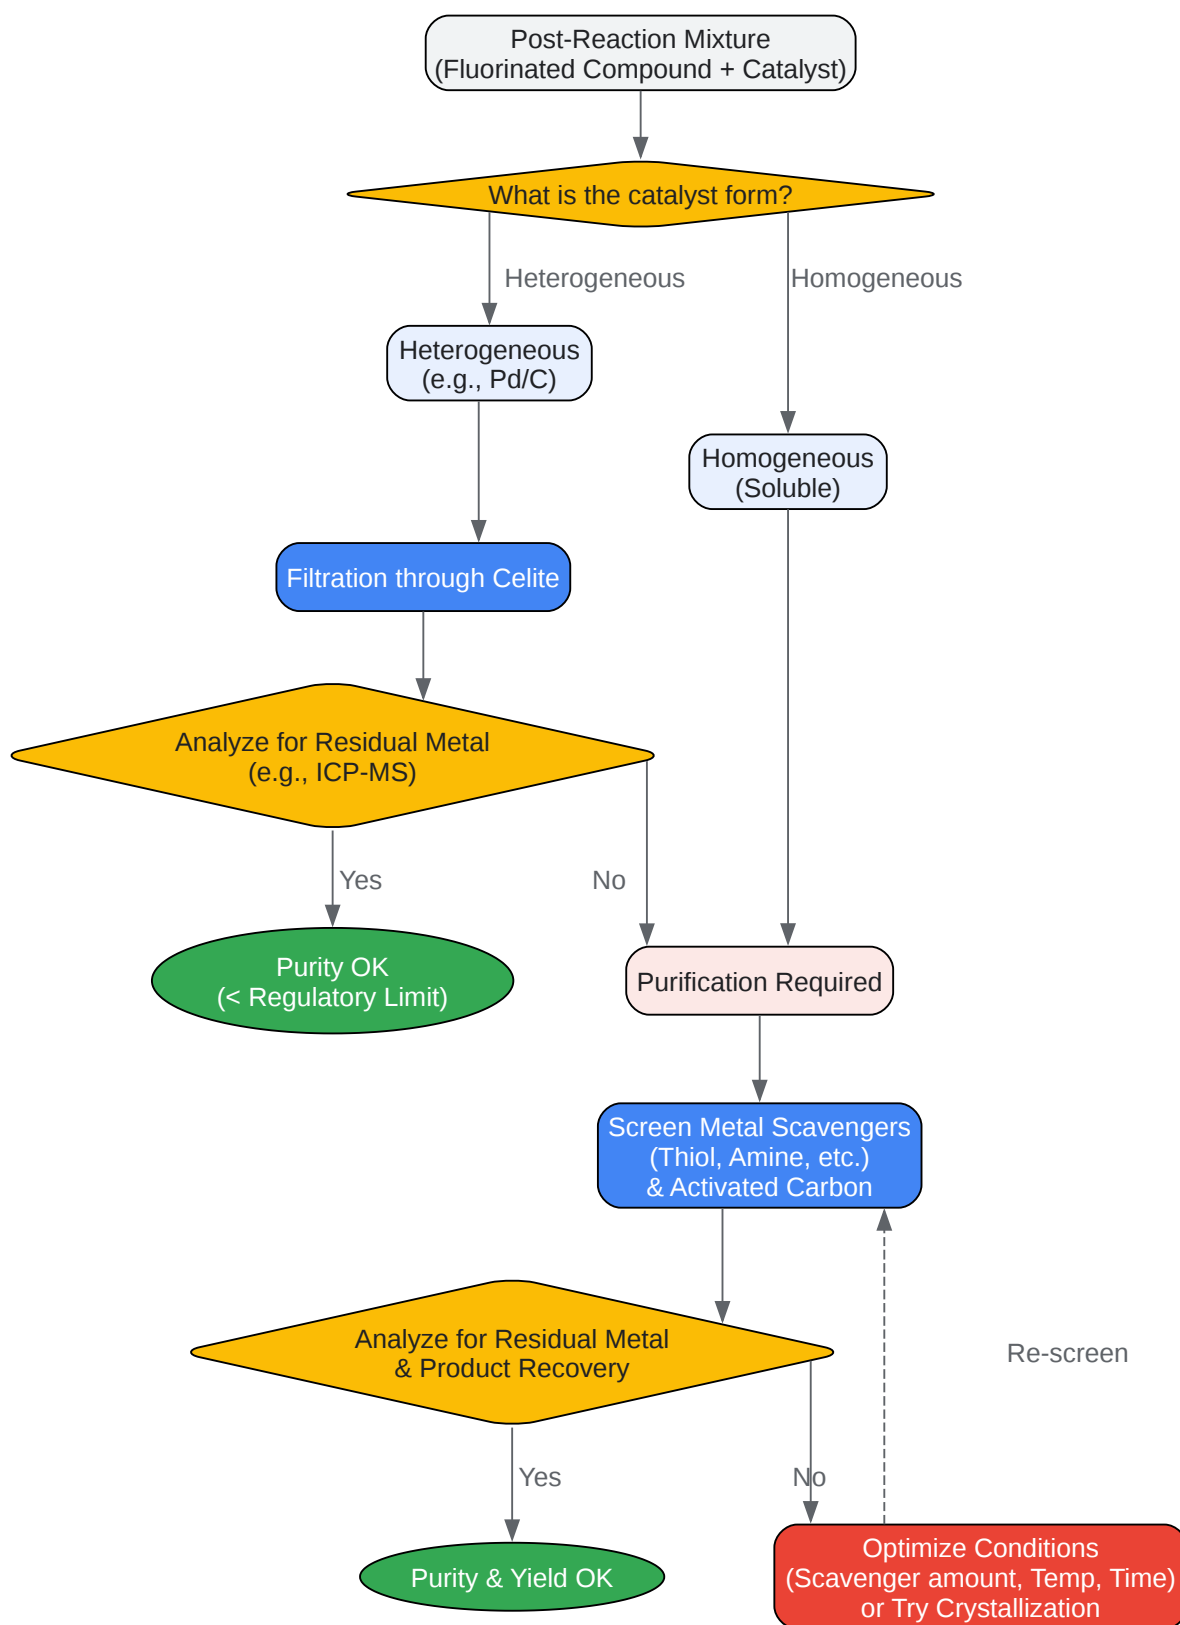 Post-Reaction Mixture
(Fluorinated Compound + Catalyst)
What is the catalyst form?
Heterogeneous
Homogeneous
Heterogeneous
(e.g., Pd/C)
Homogeneous
(Soluble)
Filtration through Celite
Analyze for Residual Metal
(e.g., ICP-MS)
Yes
No
Purity OK
(< Regulatory Limit)
Purification Required
Screen Metal Scavengers
(Thiol, Amine, etc.)
& Activated Carbon
Analyze for Residual Metal
& Product Recovery
Re-screen
Yes
No
Purity & Yield OK
Optimize Conditions
(Scavenger amount, Temp, Time)
or Try Crystallization